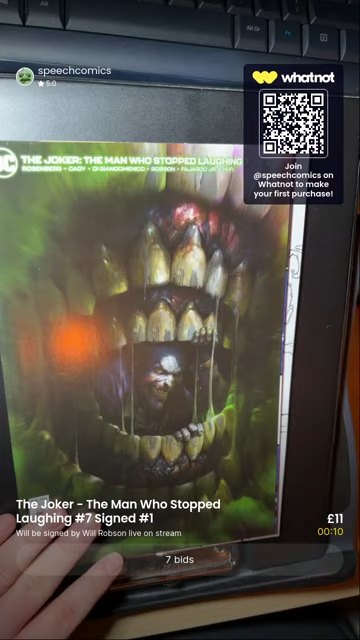 speechcomics
★ 5.0
whatnot
Join
@speechcomics on
Whatnot to make
your first purchase!
DC
THE JOKER: THE MAN WHO STOPPED LAUGHING
ROSENBERG • CADY • DI GIANDOMENICO • ROBSON • FAJARDO JR. • HI-FI
The Joker - The Man Who Stopped
Laughing #7 Signed #1
£11
Will be signed by Will Robson live on stream
00:10
7 bids